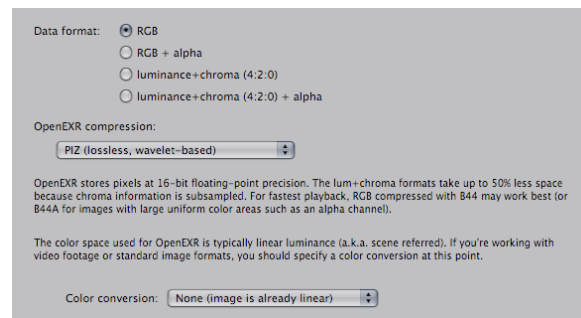 Data format: RGB
RGB + alpha
luminance+chroma (4:2:0)
luminance+chroma (4:2:0) + alpha
OpenEXR compression:
PIZ (lossless, wavelet-based)
OpenEXR stores pixels at 16-bit floating-point precision. The lum+chroma formats take up to 50% less space
because chroma information is subsampled. For fastest playback, RGB compressed with B44 may work best (or
B44A for images with large uniform color areas such as an alpha channel).
The color space used for OpenEXR is typically linear luminance (a.k.a. scene referred). If you're working with
video footage or standard image formats, you should specify a color conversion at this point.
Color conversion: None (image is already linear)